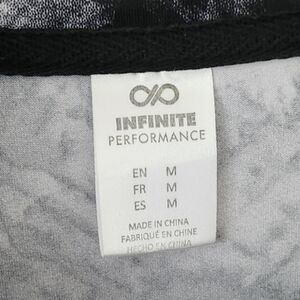 INFINITE
PERFORMANCE
EN M
FR M
ES M
MADE IN CHINA
FABRIQUÉ EN CHINE
HECHO EN CHINA